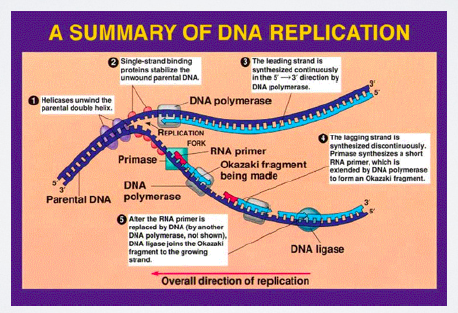 A SUMMARY OF DNA REPLICATION
2 Single-strand binding
proteins stabilize the
unwound parental DNA.
3 The leading strand is
synthesized continuously
in the 5' → 3' direction by
DNA polymerase.
1 Helicases unwind the
parental double helix.
DNA polymerase
3'
5'
REPLICATION
FORK
RNA primer
Primase
Okazaki fragment
being made
4 The lagging strand is
synthesized discontinuously.
Primase synthesizes a short
RNA primer, which is
extended by DNA polymerase
to form an Okazaki fragment.
5'
3'
Parental DNA
DNA
polymerase
5 After the RNA primer is
replaced by DNA (by another
DNA polymerase, not shown),
DNA ligase joins the Okazaki
fragment to the growing
strand.
3'
5'
DNA ligase
Overall direction of replication